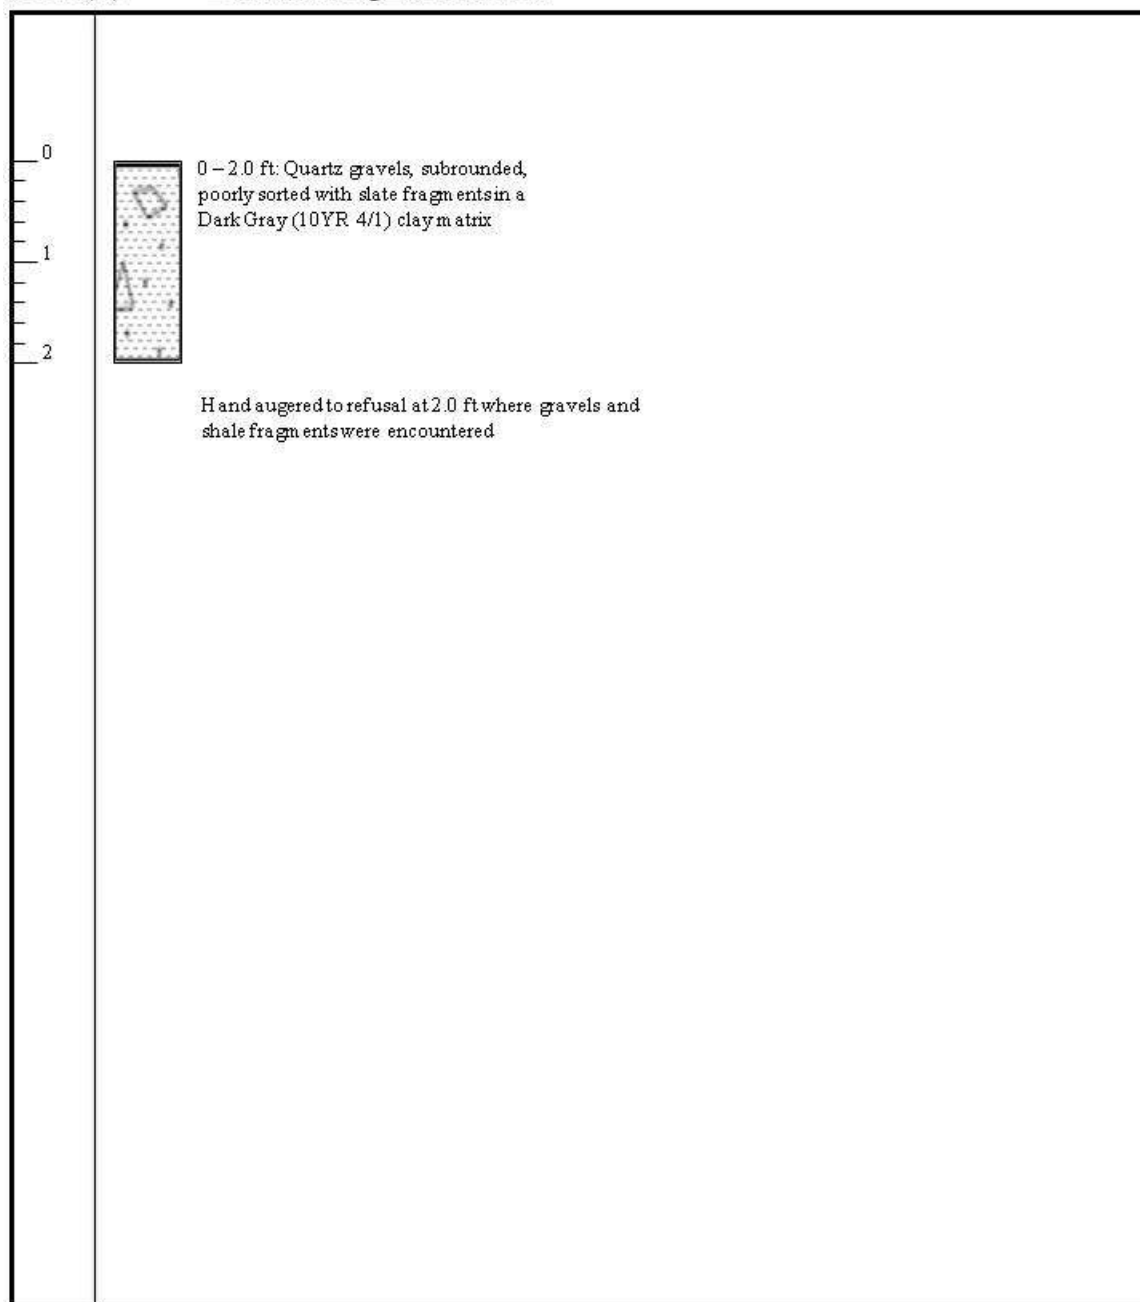 0
0 – 2.0 ft: Quartz gravels, subrounded,
poorly sorted with slate fragments in a
Dark Gray (10YR 4/1) clay matrix
1
2
Hand augered to refusal at 2.0 ft where gravels and
shale fragments were encountered